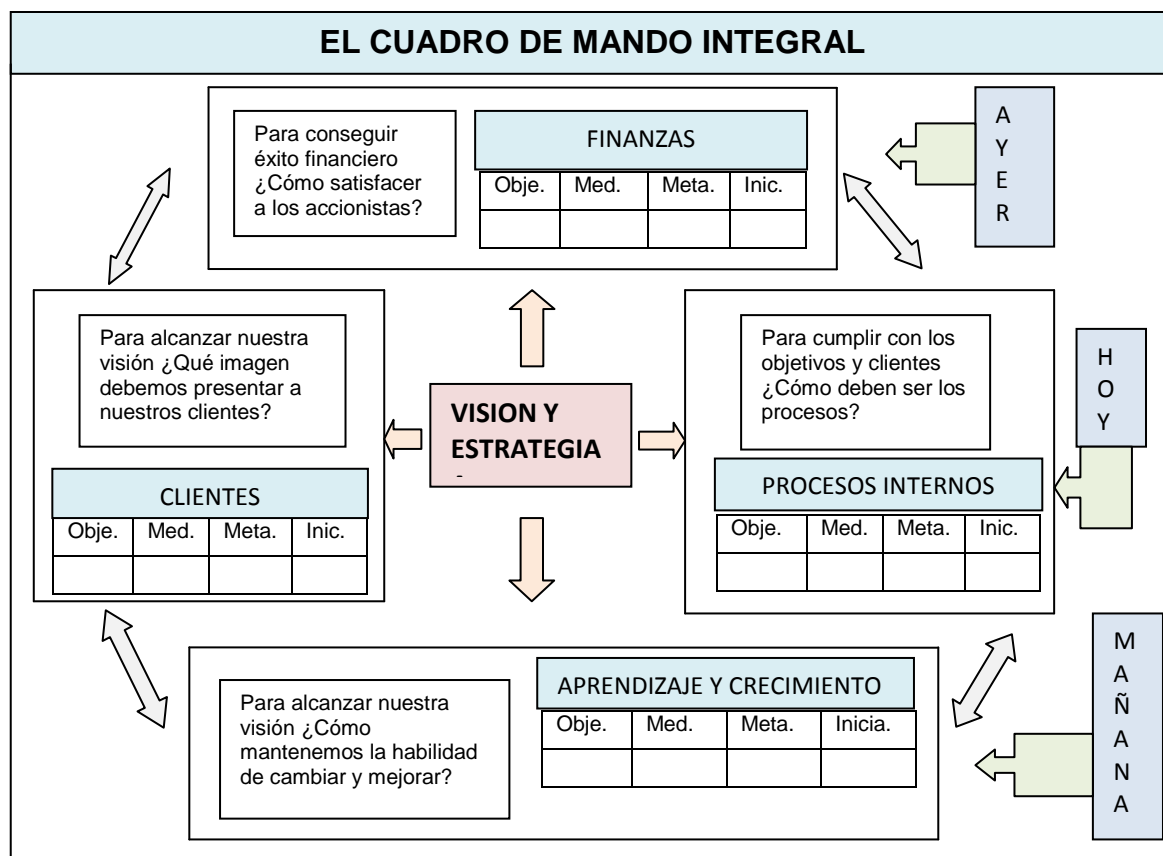 EL CUADRO DE MANDO INTEGRAL
Para conseguir
éxito financiero
¿Cómo satisfacer
a los accionistas?
FINANZAS
Obje. Med. Meta. Inic.
A
Y
E
R
Para alcanzar nuestra
visión ¿Qué imagen
debemos presentar a
nuestros clientes?
CLIENTES
Obje. Med. Meta. Inic.
VISION Y
ESTRATEGIA
-
Para cumplir con los
objetivos y clientes
¿Cómo deben ser los
procesos?
PROCESOS INTERNOS
Obje. Med. Meta. Inic.
H
O
Y
Para alcanzar nuestra
visión ¿Cómo
mantenemos la habilidad
de cambiar y mejorar?
APRENDIZAJE Y CRECIMIENTO
Obje. Med. Meta. Inicia.
M
A
Ñ
A
N
A